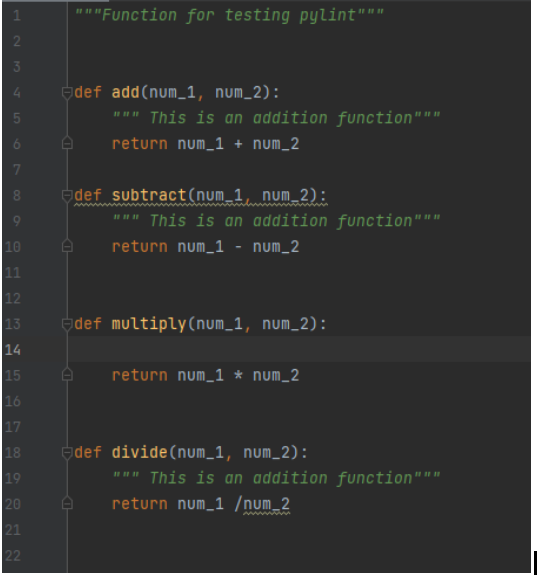 1 """Function for testing pylint"""
2
3
4 def add(num_1, num_2):
5 """ This is an addition function"""
6 return num_1 + num_2
7
8 def subtract(num_1, num_2):
9 """ This is an addition function"""
10 return num_1 - num_2
11
12
13 def multiply(num_1, num_2):
14
15 return num_1 * num_2
16
17
18 def divide(num_1, num_2):
19 """ This is an addition function"""
20 return num_1 /num_2
21
22